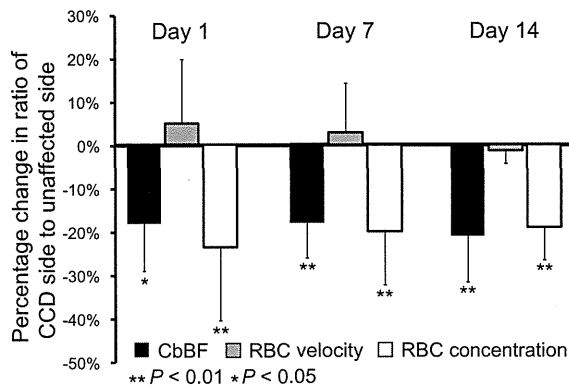 Percentage change in ratio of
CCD side to unaffected side
30%
20%
10%
0%
-10%
-20%
-30%
-40%
-50%
Day 1
Day 7
Day 14
*
**
**
**
**
**
CbBF
RBC velocity
RBC concentration
** P < 0.01 * P < 0.05